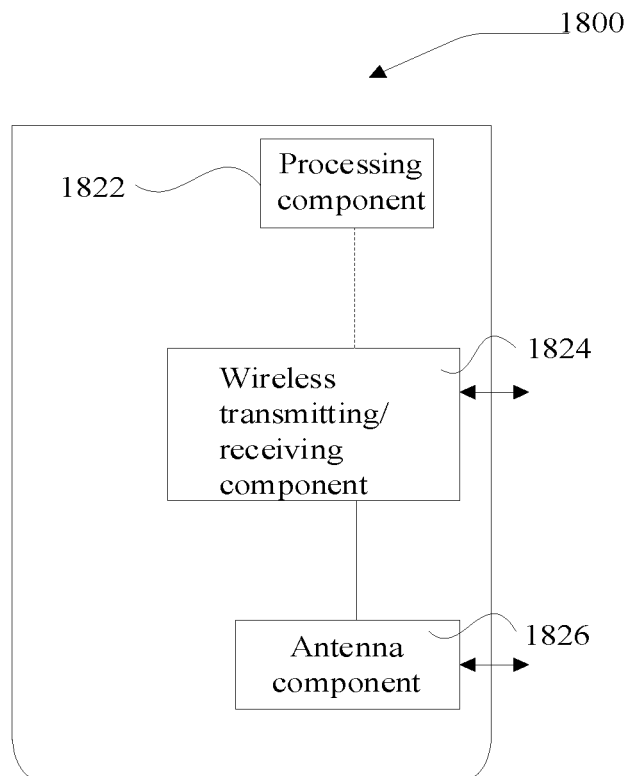 1800
Processing
component
1822
1824
Wireless
transmitting/
receiving
component
1826
Antenna
component